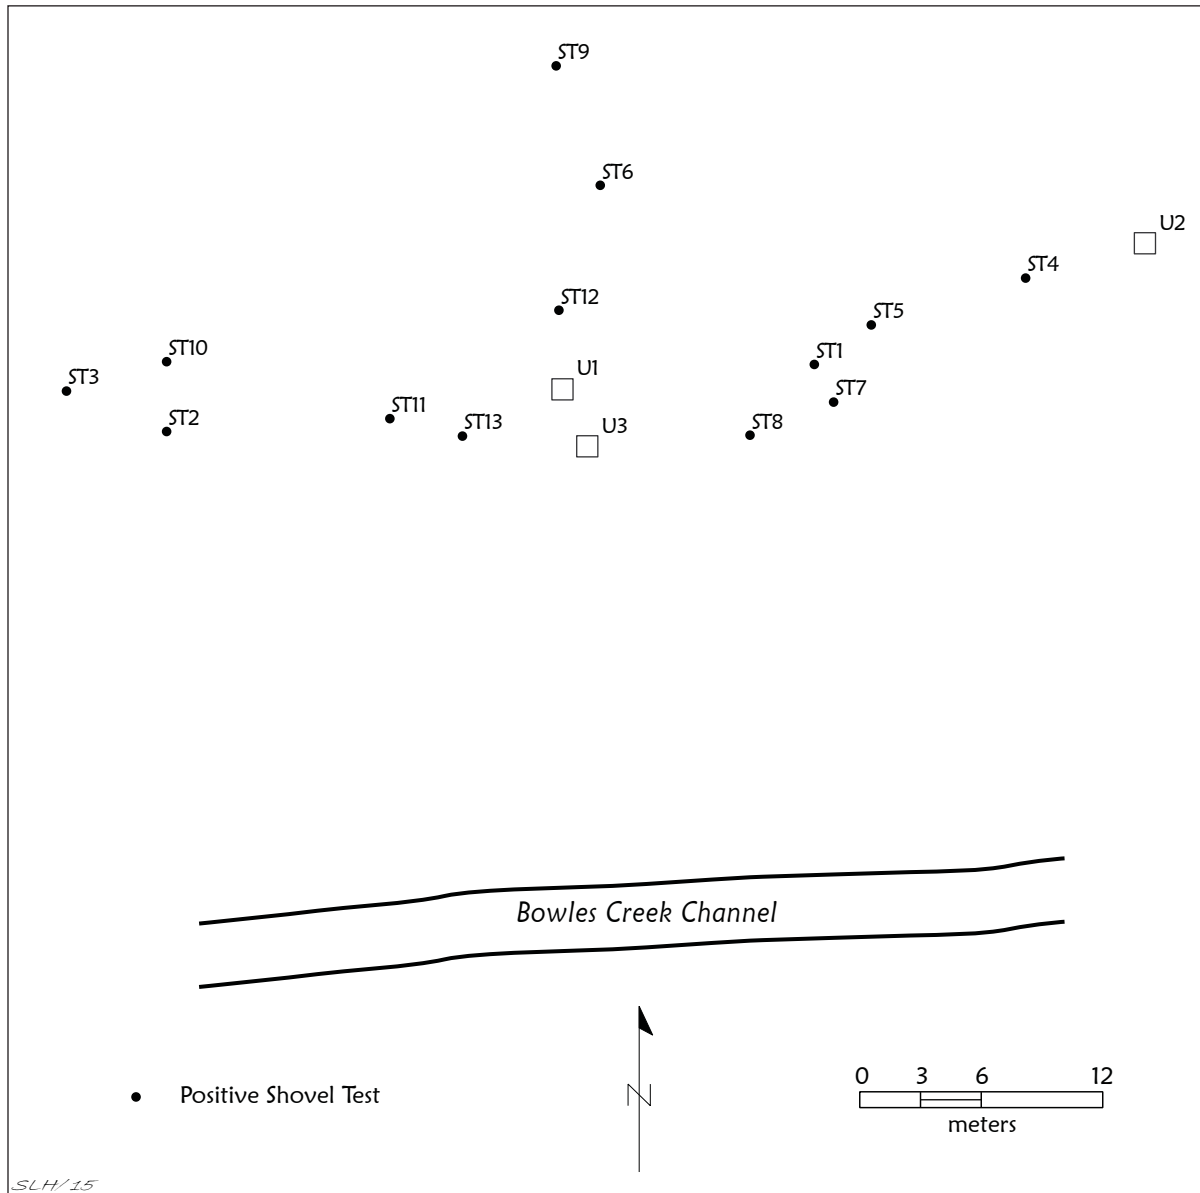 ST9
ST6
U2
ST4
ST12
ST5
ST10
ST1
U1
ST3
ST7
ST11
ST2
ST13
U3
ST8
Bowles Creek Channel
N
0 3 6 12
meters
Positive Shovel Test
SLH/15